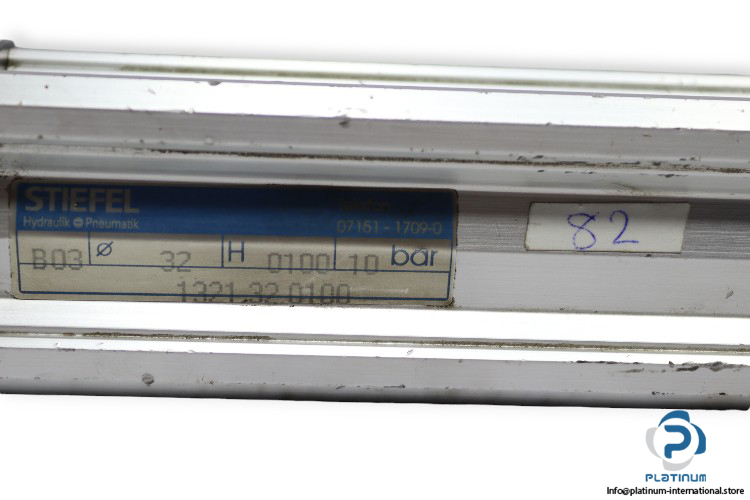 STIEFEL
Hydraulik Pneumatik
07151-1709-0
B03 ø 32 H 0100 10 bar
1321.32.0100
82
PLATINUM
Info@platinum-international.store